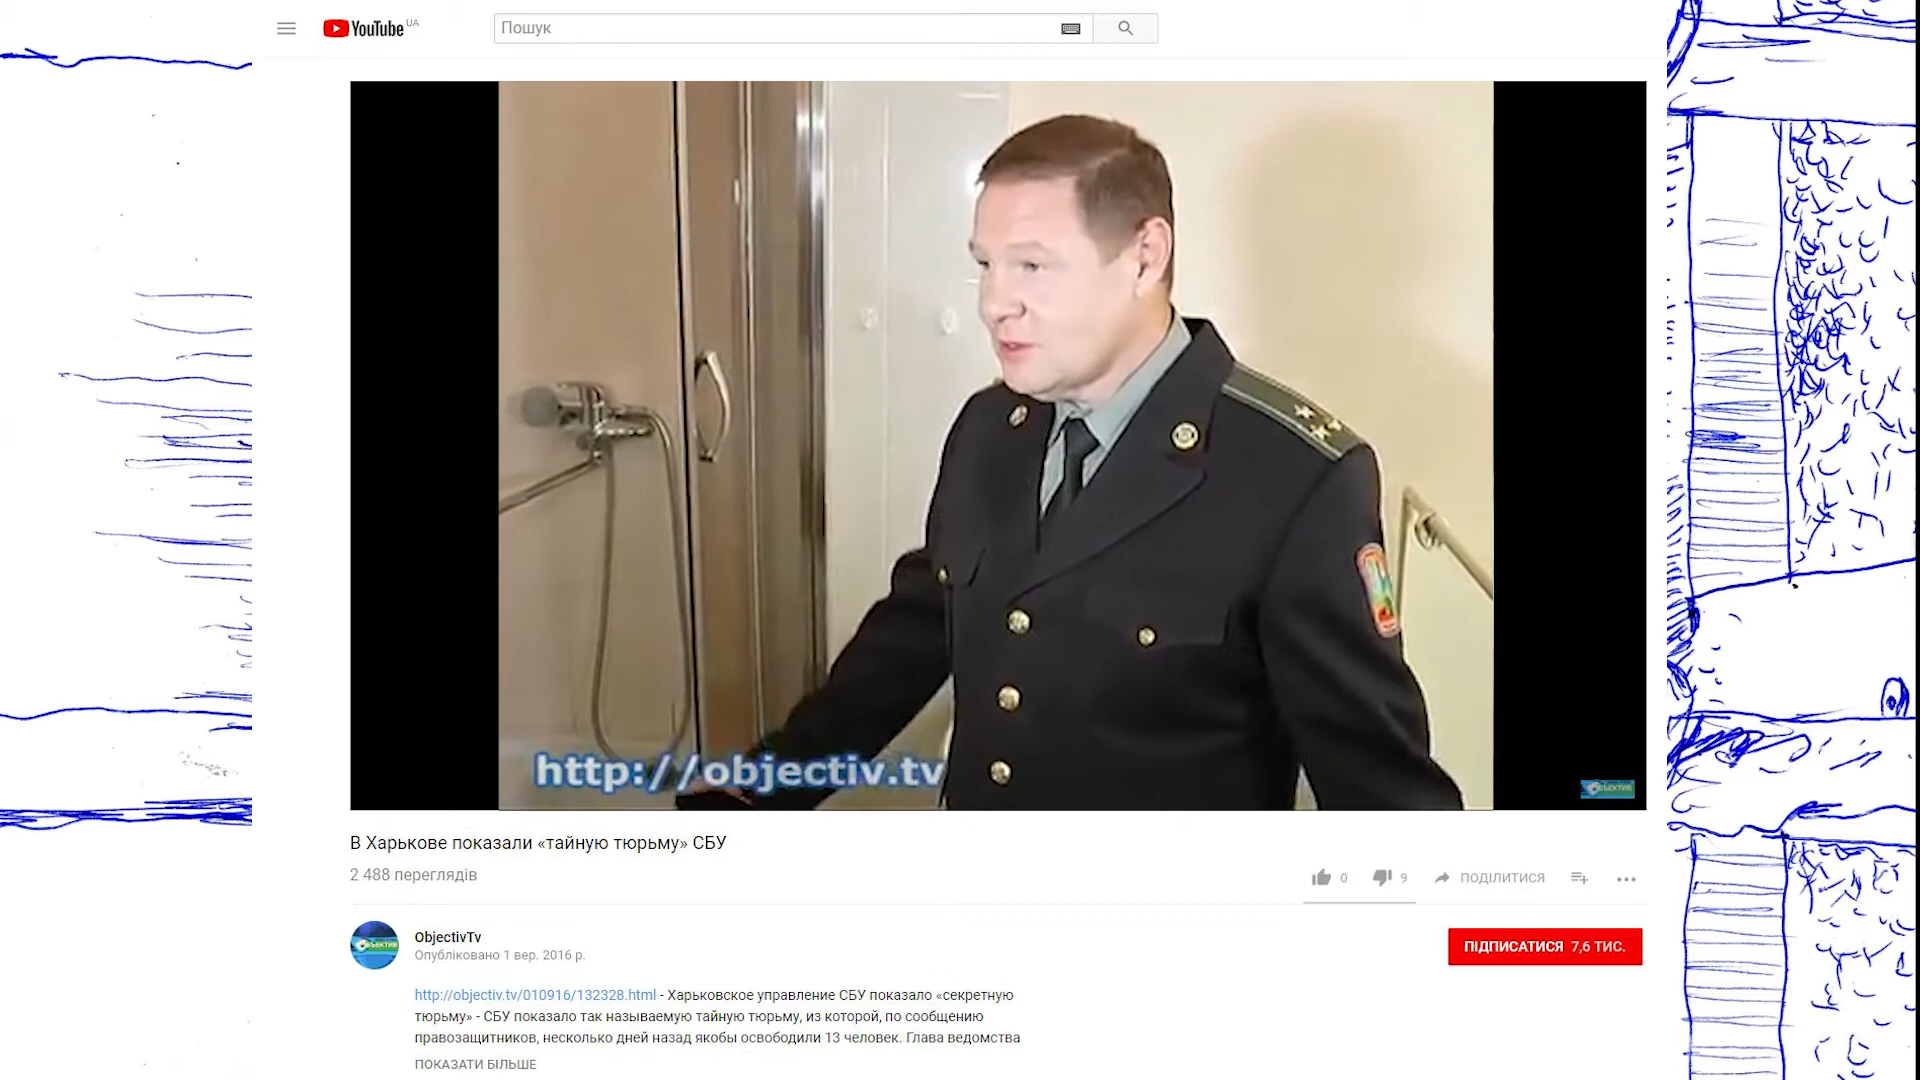 YouTube UA
Пошук
http://objectiv.tv
ОБЪЕКТИВ
В Харькове показали «тайную тюрьму» СБУ
2 488 переглядів
0
9
ПОДІЛИТИСЯ
ОБЪЕКТИВ
ObjectivTv
Опубліковано 1 вер. 2016 р.
ПІДПИСАТИСЯ 7,6 ТИС.
http://objectiv.tv/010916/132328.html - Харьковское управление СБУ показало «секретную
тюрьму» - СБУ показало так называемую тайную тюрьму, из которой, по сообщению
правозащитников, несколько дней назад якобы освободили 13 человек. Глава ведомства
ПОКАЗАТИ БІЛЬШЕ